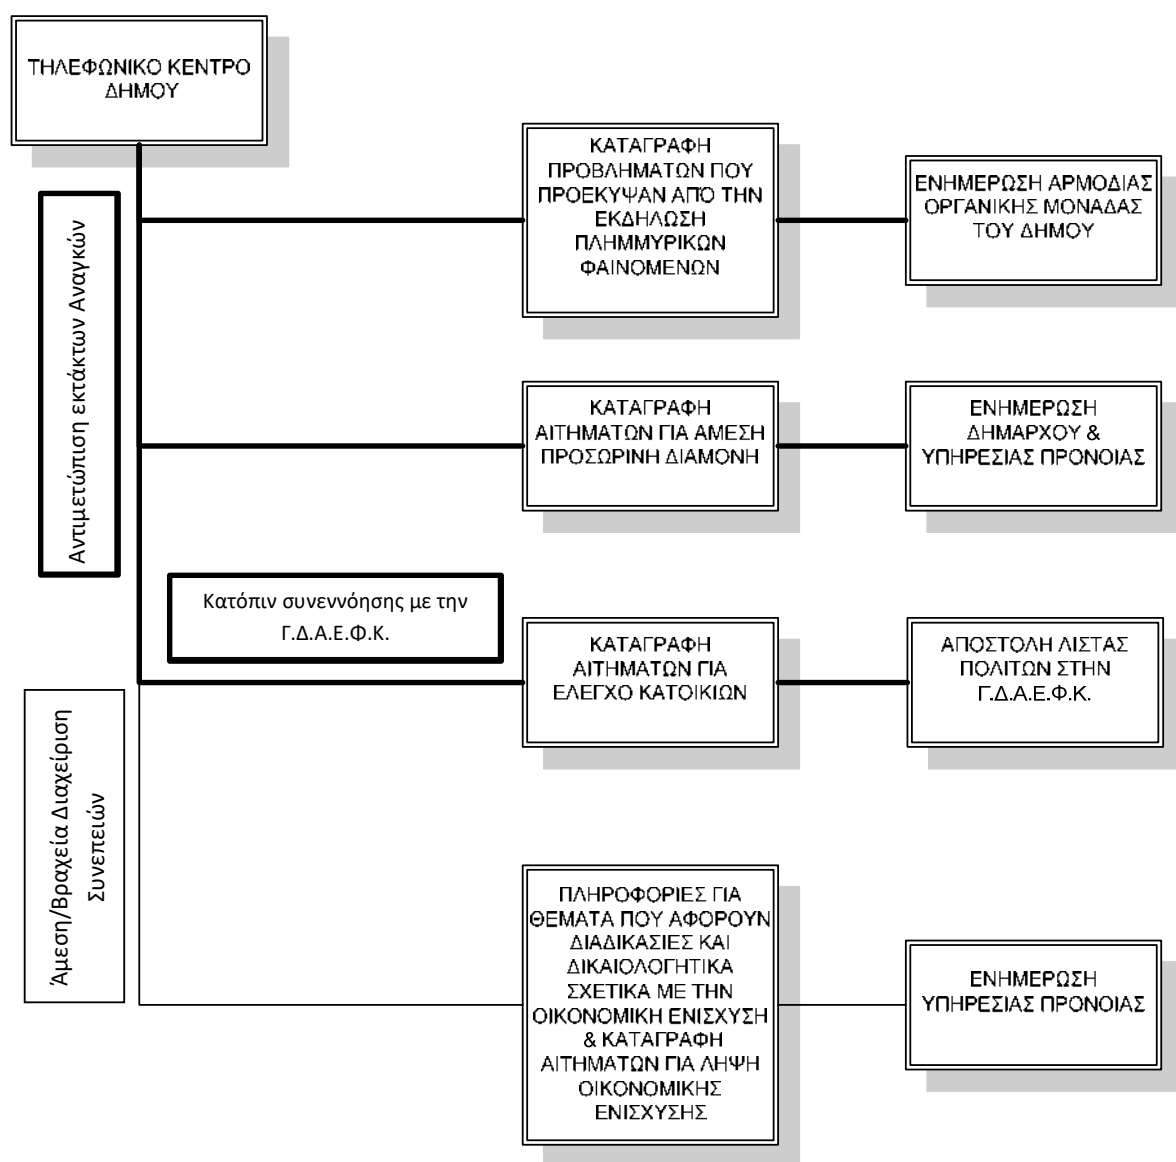 ΤΗΛΕΦΩΝΙΚΟ ΚΕΝΤΡΟ
ΔΗΜΟΥ
Αντιμετώπιση εκτάκτων Αναγκών
ΚΑΤΑΓΡΑΦΗ
ΠΡΟΒΛΗΜΑΤΩΝ ΠΟΥ
ΠΡΟΕΚΥΨΑΝ ΑΠΌ ΤΗΝ
ΕΚΔΗΛΩΣΗ
ΠΛΗΜΜΥΡΙΚΩΝ
ΦΑΙΝΟΜΕΝΩΝ
ΕΝΗΜΕΡΩΣΗ ΑΡΜΟΔΙΑΣ
ΟΡΓΑΝΙΚΗΣ ΜΟΝΑΔΑΣ
ΤΟΥ ΔΗΜΟΥ
ΚΑΤΑΓΡΑΦΗ
ΑΙΤΗΜΑΤΩΝ ΓΙΑ ΑΜΕΣΗ
ΠΡΟΣΩΡΙΝΗ ΔΙΑΜΟΝΗ
ΕΝΗΜΕΡΩΣΗ
ΔΗΜΑΡΧΟΥ &
ΥΠΗΡΕΣΙΑΣ ΠΡΟΝΟΙΑΣ
Κατόπιν συνεννόησης με την
Γ.Δ.Α.Ε.Φ.Κ.
ΚΑΤΑΓΡΑΦΗ
ΑΙΤΗΜΑΤΩΝ ΓΙΑ
ΕΛΕΓΧΟ ΚΑΤΟΙΚΙΩΝ
ΑΠΟΣΤΟΛΗ ΛΙΣΤΑΣ
ΠΟΛΙΤΩΝ ΣΤΗΝ
Γ.Δ.Α.Ε.Φ.Κ.
Άμεση/Βραχεία Διαχείριση
Συνεπειών
ΠΛΗΡΟΦΟΡΙΕΣ ΓΙΑ
ΘΕΜΑΤΑ ΠΟΥ ΑΦΟΡΟΥΝ
ΔΙΑΔΙΚΑΣΙΕΣ ΚΑΙ
ΔΙΚΑΙΟΛΟΓΗΤΙΚΑ
ΣΧΕΤΙΚΑ ΜΕ ΤΗΝ
ΟΙΚΟΝΟΜΙΚΗ ΕΝΙΣΧΥΣΗ
& ΚΑΤΑΓΡΑΦΗ
ΑΙΤΗΜΑΤΩΝ ΓΙΑ ΛΗΨΗ
ΟΙΚΟΝΟΜΙΚΗΣ
ΕΝΙΣΧΥΣΗΣ
ΕΝΗΜΕΡΩΣΗ
ΥΠΗΡΕΣΙΑΣ ΠΡΟΝΟΙΑΣ